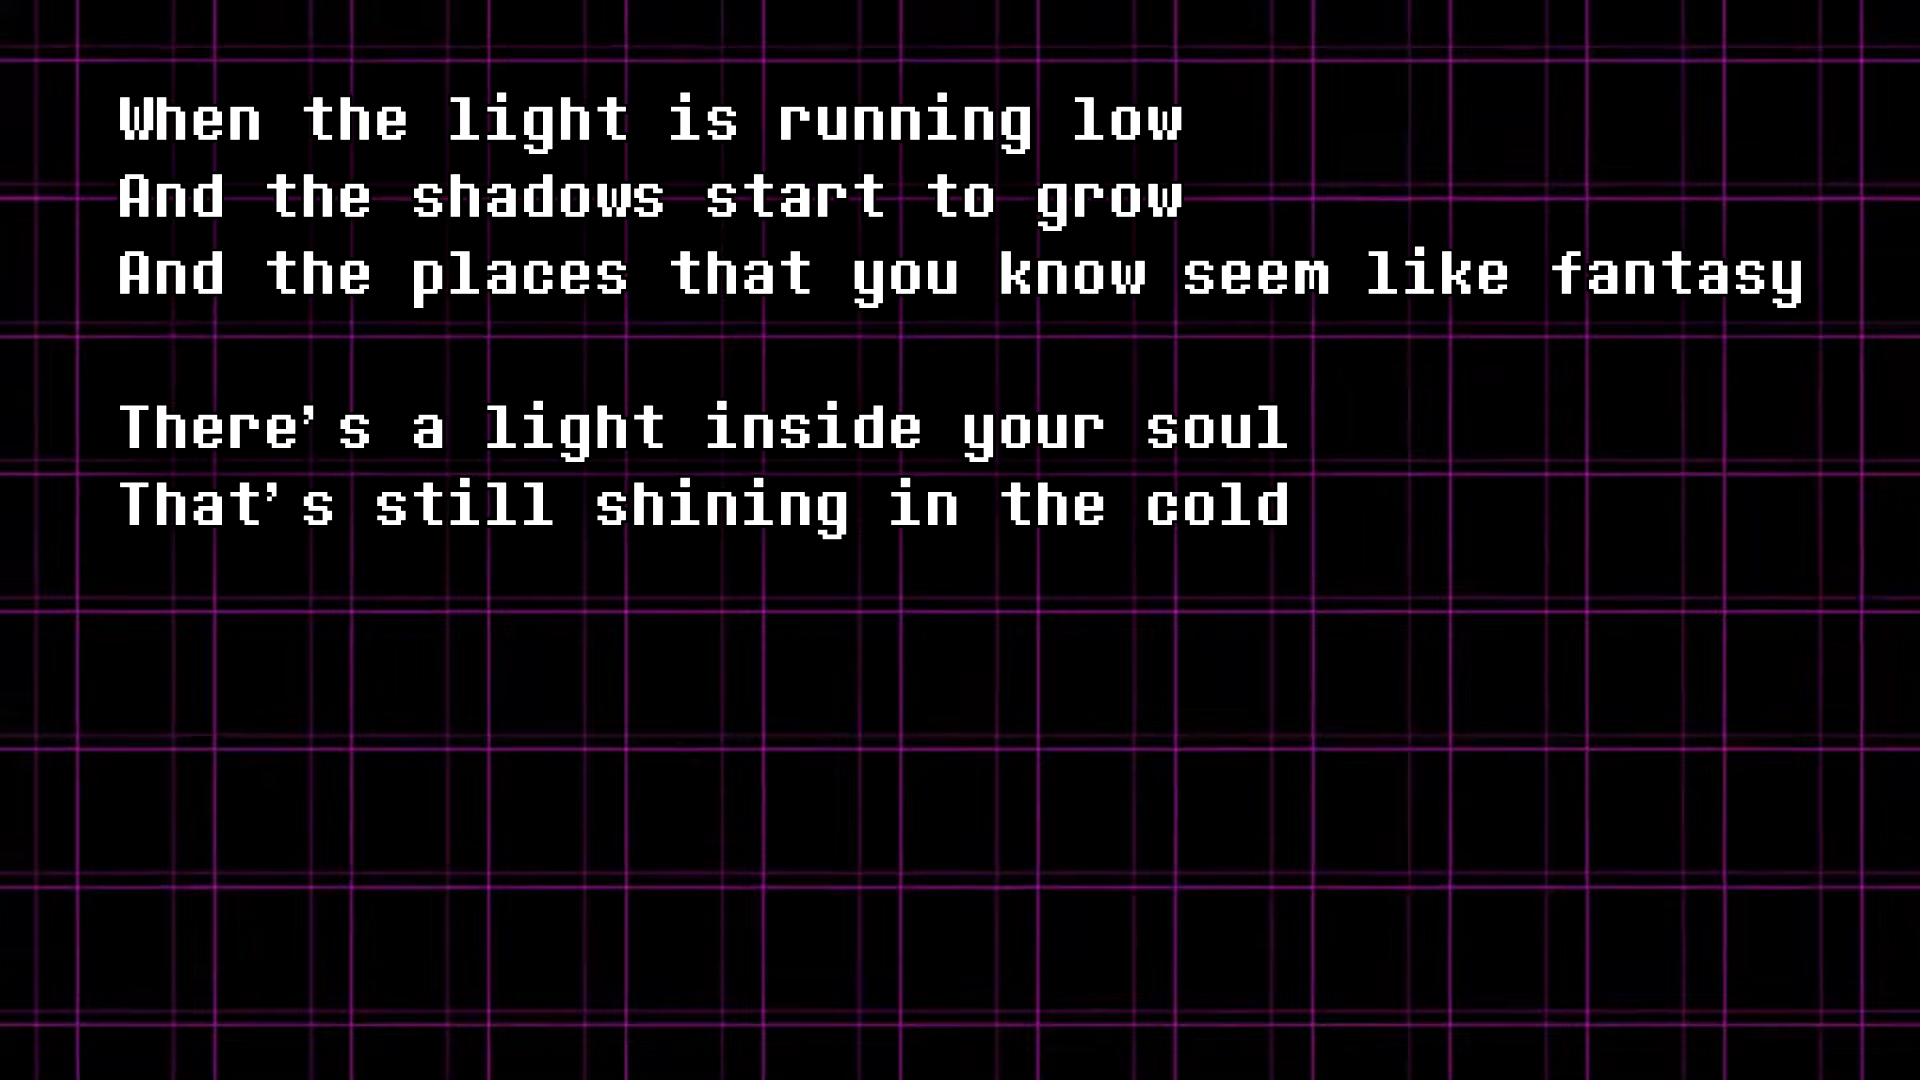 When the light is running low
And the shadows start to grow
And the places that you know seem like fantasy
There's a light inside your soul
That's still shining in the cold